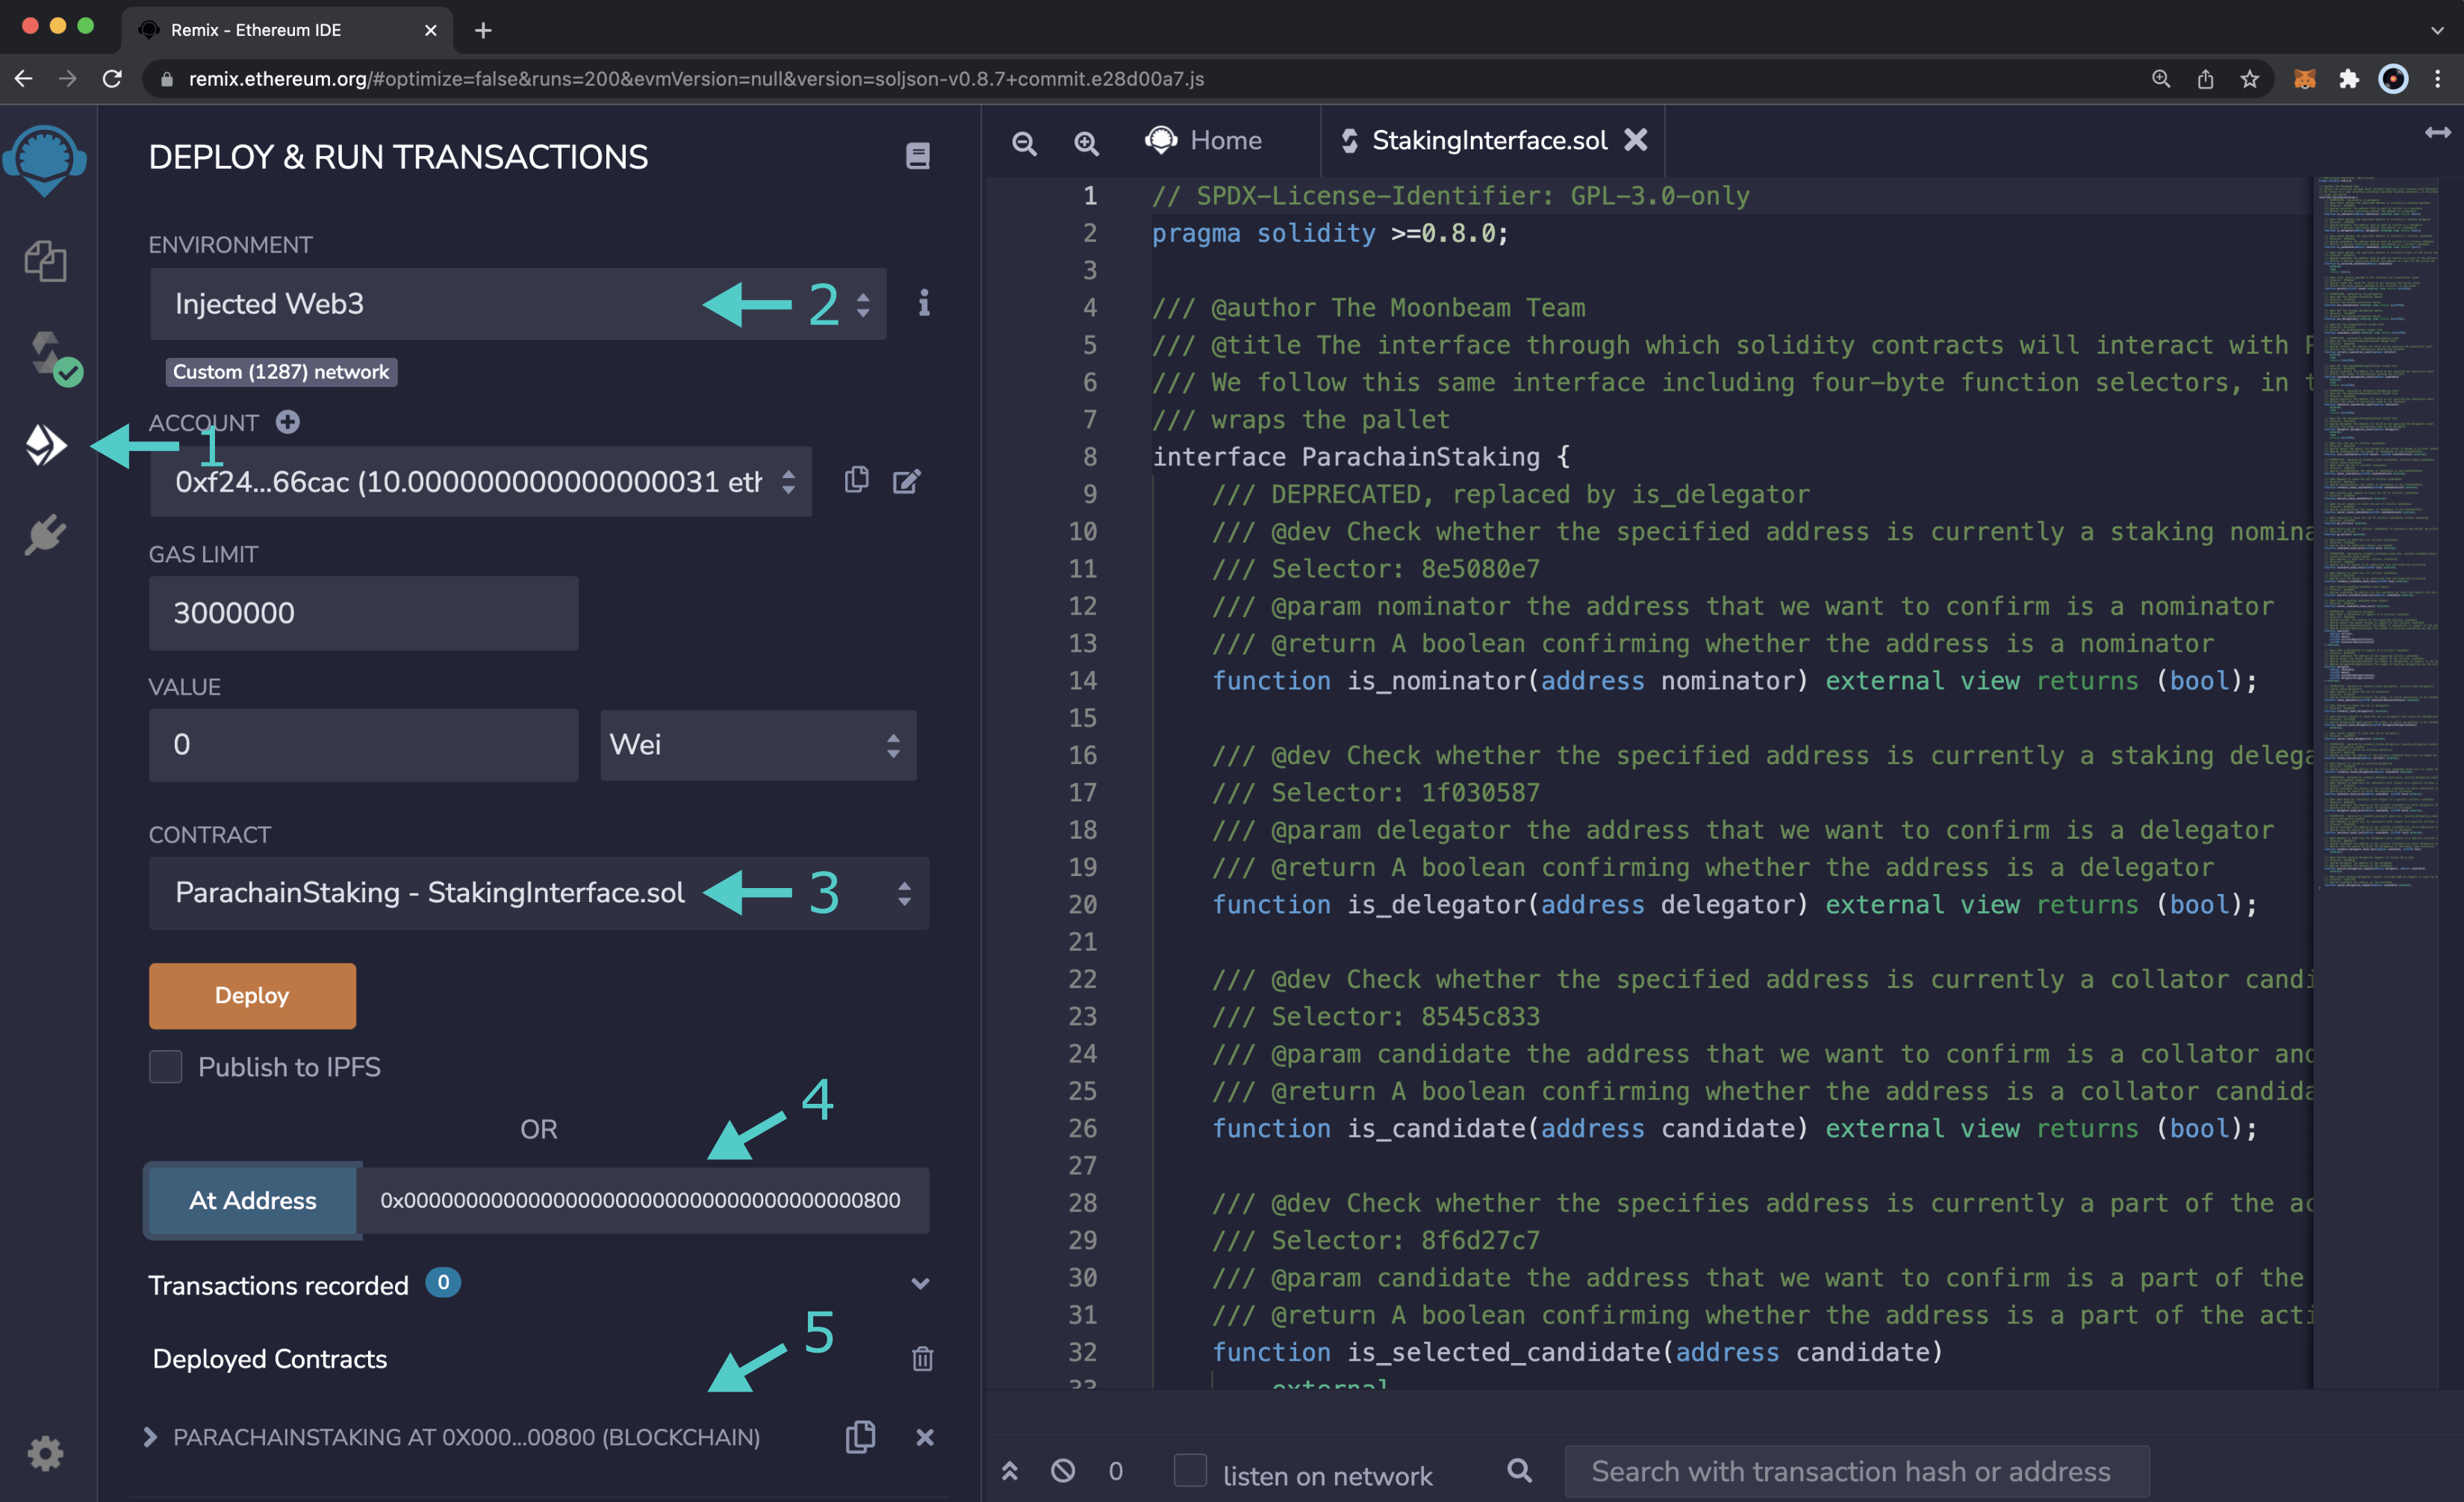 Remix - Ethereum IDE
remix.ethereum.org/#optimize=false&runs=200&evmVersion=null&version=soljson-v0.8.7+commit.e28d00a7.js
DEPLOY & RUN TRANSACTIONS
ENVIRONMENT
Injected Web3
2
Custom (1287) network
ACCOUNT
1
0xf24...66cac (10.0000000000000000031 eth
GAS LIMIT
3000000
VALUE
0
Wei
CONTRACT
ParachainStaking - StakingInterface.sol
3
Deploy
Publish to IPFS
4
OR
At Address
0x0000000000000000000000000000000000000800
Transactions recorded 0
5
Deployed Contracts
PARACHAINSTAKING AT 0X000...00800 (BLOCKCHAIN)
Home
StakingInterface.sol
1 // SPDX-License-Identifier: GPL-3.0-only
2 pragma solidity >=0.8.0;
3
4 /// @author The Moonbeam Team
5 /// @title The interface through which solidity contracts will interact with
6 /// We follow this same interface including four-byte function selectors, in
7 /// wraps the pallet
8 interface ParachainStaking {
9 /// DEPRECATED, replaced by is_delegator
10 /// @dev Check whether the specified address is currently a staking nomina
11 /// Selector: 8e5080e7
12 /// @param nominator the address that we want to confirm is a nominator
13 /// @return A boolean confirming whether the address is a nominator
14 function is_nominator(address nominator) external view returns (bool);
15
16 /// @dev Check whether the specified address is currently a staking delega
17 /// Selector: 1f030587
18 /// @param delegator the address that we want to confirm is a delegator
19 /// @return A boolean confirming whether the address is a delegator
20 function is_delegator(address delegator) external view returns (bool);
21
22 /// @dev Check whether the specified address is currently a collator candi
23 /// Selector: 8545c833
24 /// @param candidate the address that we want to confirm is a collator and
25 /// @return A boolean confirming whether the address is a collator candida
26 function is_candidate(address candidate) external view returns (bool);
27
28 /// @dev Check whether the specifies address is currently a part of the ac
29 /// Selector: 8f6d27c7
30 /// @param candidate the address that we want to confirm is a part of the
31 /// @return A boolean confirming whether the address is a part of the acti
32 function is_selected_candidate(address candidate)
33 external
0
listen on network
Search with transaction hash or address